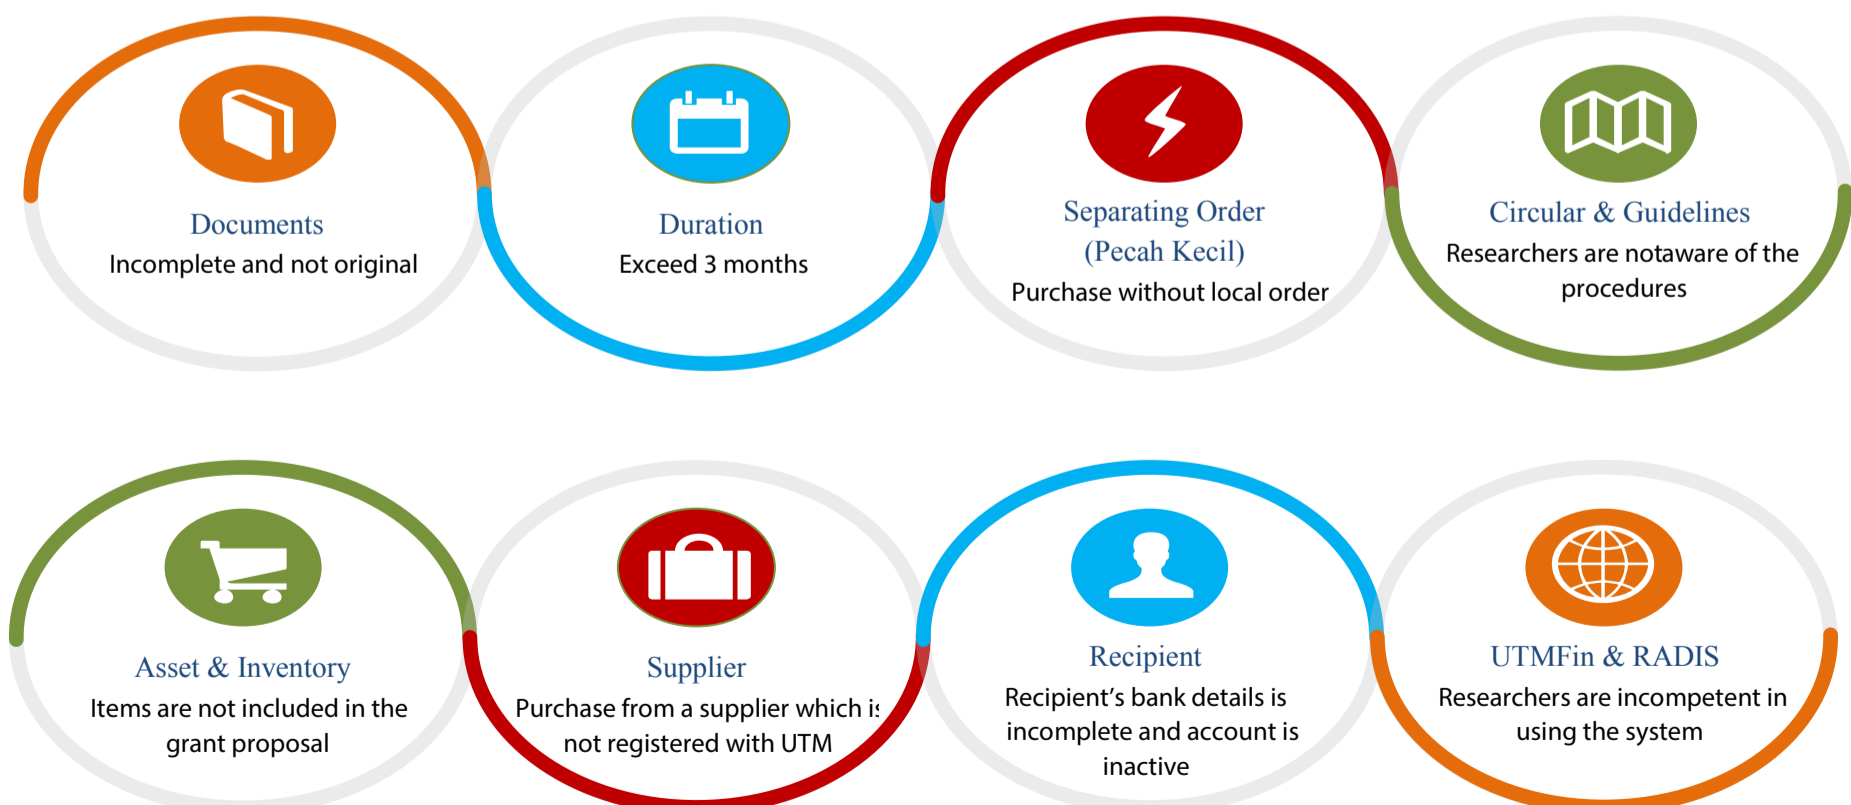 Documents
Incomplete and not original
Duration
Exceed 3 months
Separating Order
(Pecah Kecil)
Purchase without local order
Circular & Guidelines
Researchers are notaware of the
procedures
Asset & Inventory
Items are not included in the
grant proposal
Supplier
Purchase from a supplier which is
not registered with UTM
Recipient
Recipient’s bank details is
incomplete and account is
inactive
UTMFin & RADIS
Researchers are incompetent in
using the system